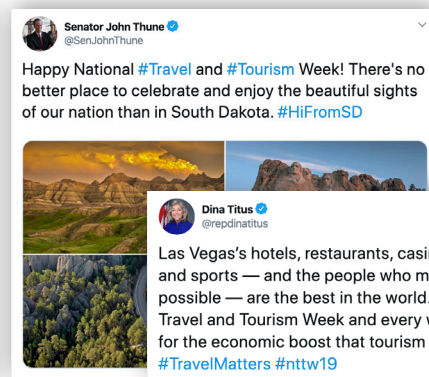 Senator John Thune
@SenJohnThune
Happy National #Travel and #Tourism Week! There's no
better place to celebrate and enjoy the beautiful sights
of our nation than in South Dakota. #HiFromSD
Dina Titus
@repdinatitus
Las Vegas's hotels, restaurants, casi
and sports — and the people who m
possible — are the best in the world.
Travel and Tourism Week and every w
for the economic boost that tourism
#TravelMatters #nttw19